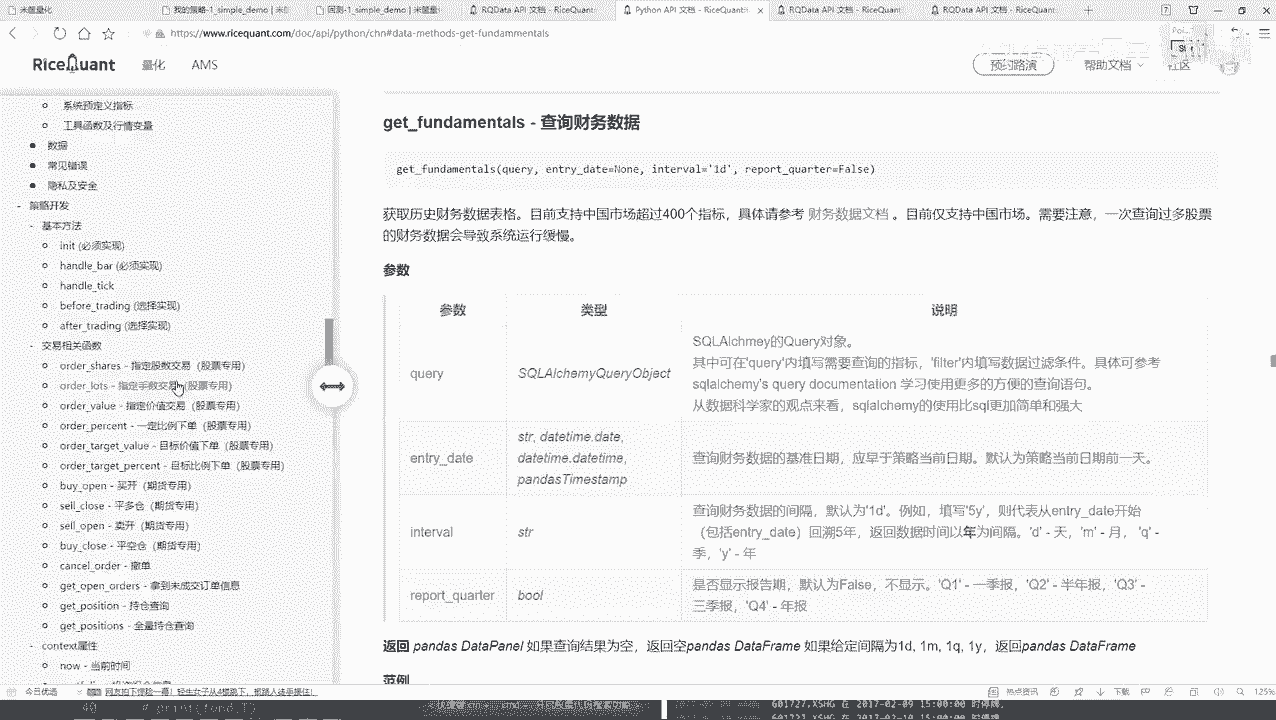 米筐量化
我的策略-1_simple_demo | 米筐
回测-1_simple_demo | 米筐量
RQData API 文档 - RiceQuant
Python API 文档 - RiceQuant
RQData API 文档 - RiceQuant
RQData API 文档 - RiceQuant
https://www.ricequant.com/doc/api/python/chn#data-methods-get-fundammentals
RiceQuant
量化
AMS
预约路演
帮助文档
社区
系统预定义指标
工具函数及行情变量
数据
常见错误
隐私及安全
策略开发
基本方法
init (必须实现)
handle_bar (必须实现)
handle_tick
before_trading (选择实现)
after_trading (选择实现)
交易相关函数
order_shares - 指定股数交易（股票专用）
order_lots - 指定手数交易（股票专用）
order_value - 指定价值交易（股票专用）
order_percent - 一定比例下单（股票专用）
order_target_value - 目标价值下单（股票专用）
order_target_percent - 目标比例下单（股票专用）
buy_open - 买开（期货专用）
sell_close - 平多仓（期货专用）
sell_open - 卖开（期货专用）
buy_close - 平空仓（期货专用）
cancel_order - 撤单
get_open_orders - 拿到未成交订单信息
get_position - 持仓查询
get_positions - 全量持仓查询
context属性
now - 当前时间
get_fundamentals - 查询财务数据
get_fundamentals(query, entry_date=None, interval='1d', report_quarter=False)
获取历史财务数据表格。目前支持中国市场超过400个指标，具体请参考 财务数据文档 。目前仅支持中国市场。需要注意，一次查询过多股票
的财务数据会导致系统运行缓慢。
参数
参数 类型 说明
query SQLAlchemyQueryObject
SQLAlchmey的Query对象。
其中可在'query'内填写需要查询的指标，'filter'内填写数据过滤条件。具体可参考
sqlalchemy's query documentation 学习使用更多的方便的查询语句。
从数据科学家的观点来看，sqlalchemy的使用比sql更加简单和强大
entry_date
str, datetime.date,
datetime.datetime,
pandasTimestamp
查询财务数据的基准日期，应早于策略当前日期。默认为策略当前日期前一天。
interval str
查询财务数据的间隔，默认为'1d'。例如，填写'5y'，则代表从entry_date开始
（包括entry_date）回溯5年，返回数据时间以年为间隔。'd' - 天，'m' - 月， 'q' -
季，'y' - 年
report_quarter bool
是否显示报告期，默认为False，不显示。'Q1' - 一季报，'Q2' - 半年报，'Q3' -
三季报，'Q4' - 年报
返回 pandas DataPanel 如果查询结果为空，返回空pandas DataFrame 如果给定间隔为1d, 1m, 1q, 1y，返回pandas DataFrame
范例
今日优选
热点资讯
下载
125%
40 # print(fund.T)
601727.XSHG 在 2017-02-09 15:00:00 时停牌.